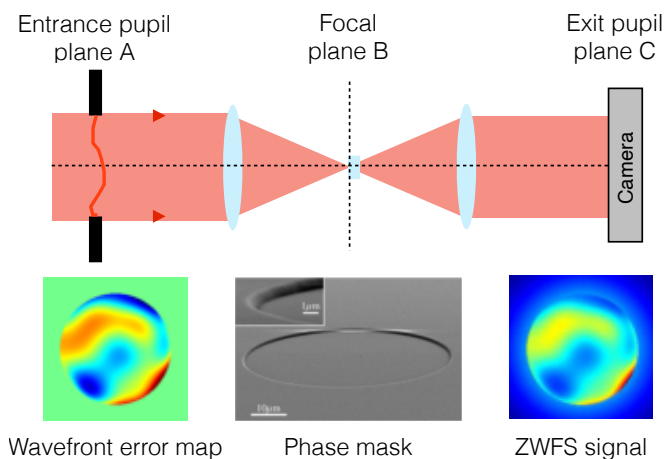 Entrance pupil
plane A
Focal
plane B
Exit pupil
plane C
Camera
1µm
10µm
Wavefront error map
Phase mask
ZWFS signal